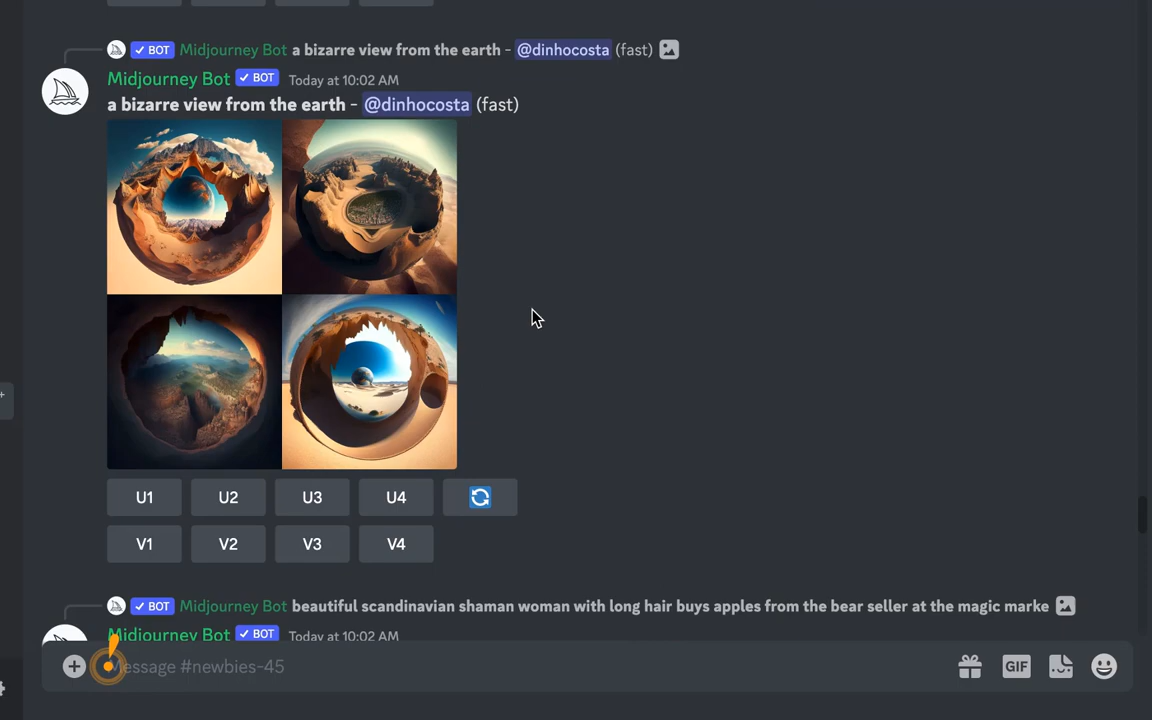 BOT Midjourney Bot a bizarre view from the earth - @dinhocosta (fast)
Midjourney Bot BOT Today at 10:02 AM
a bizarre view from the earth - @dinhocosta (fast)
U1 U2 U3 U4
V1 V2 V3 V4
BOT Midjourney Bot beautiful scandinavian shaman woman with long hair buys apples from the bear seller at the magic marke
Midjourney Bot BOT Today at 10:02 AM
Message #newbies-45 GIF